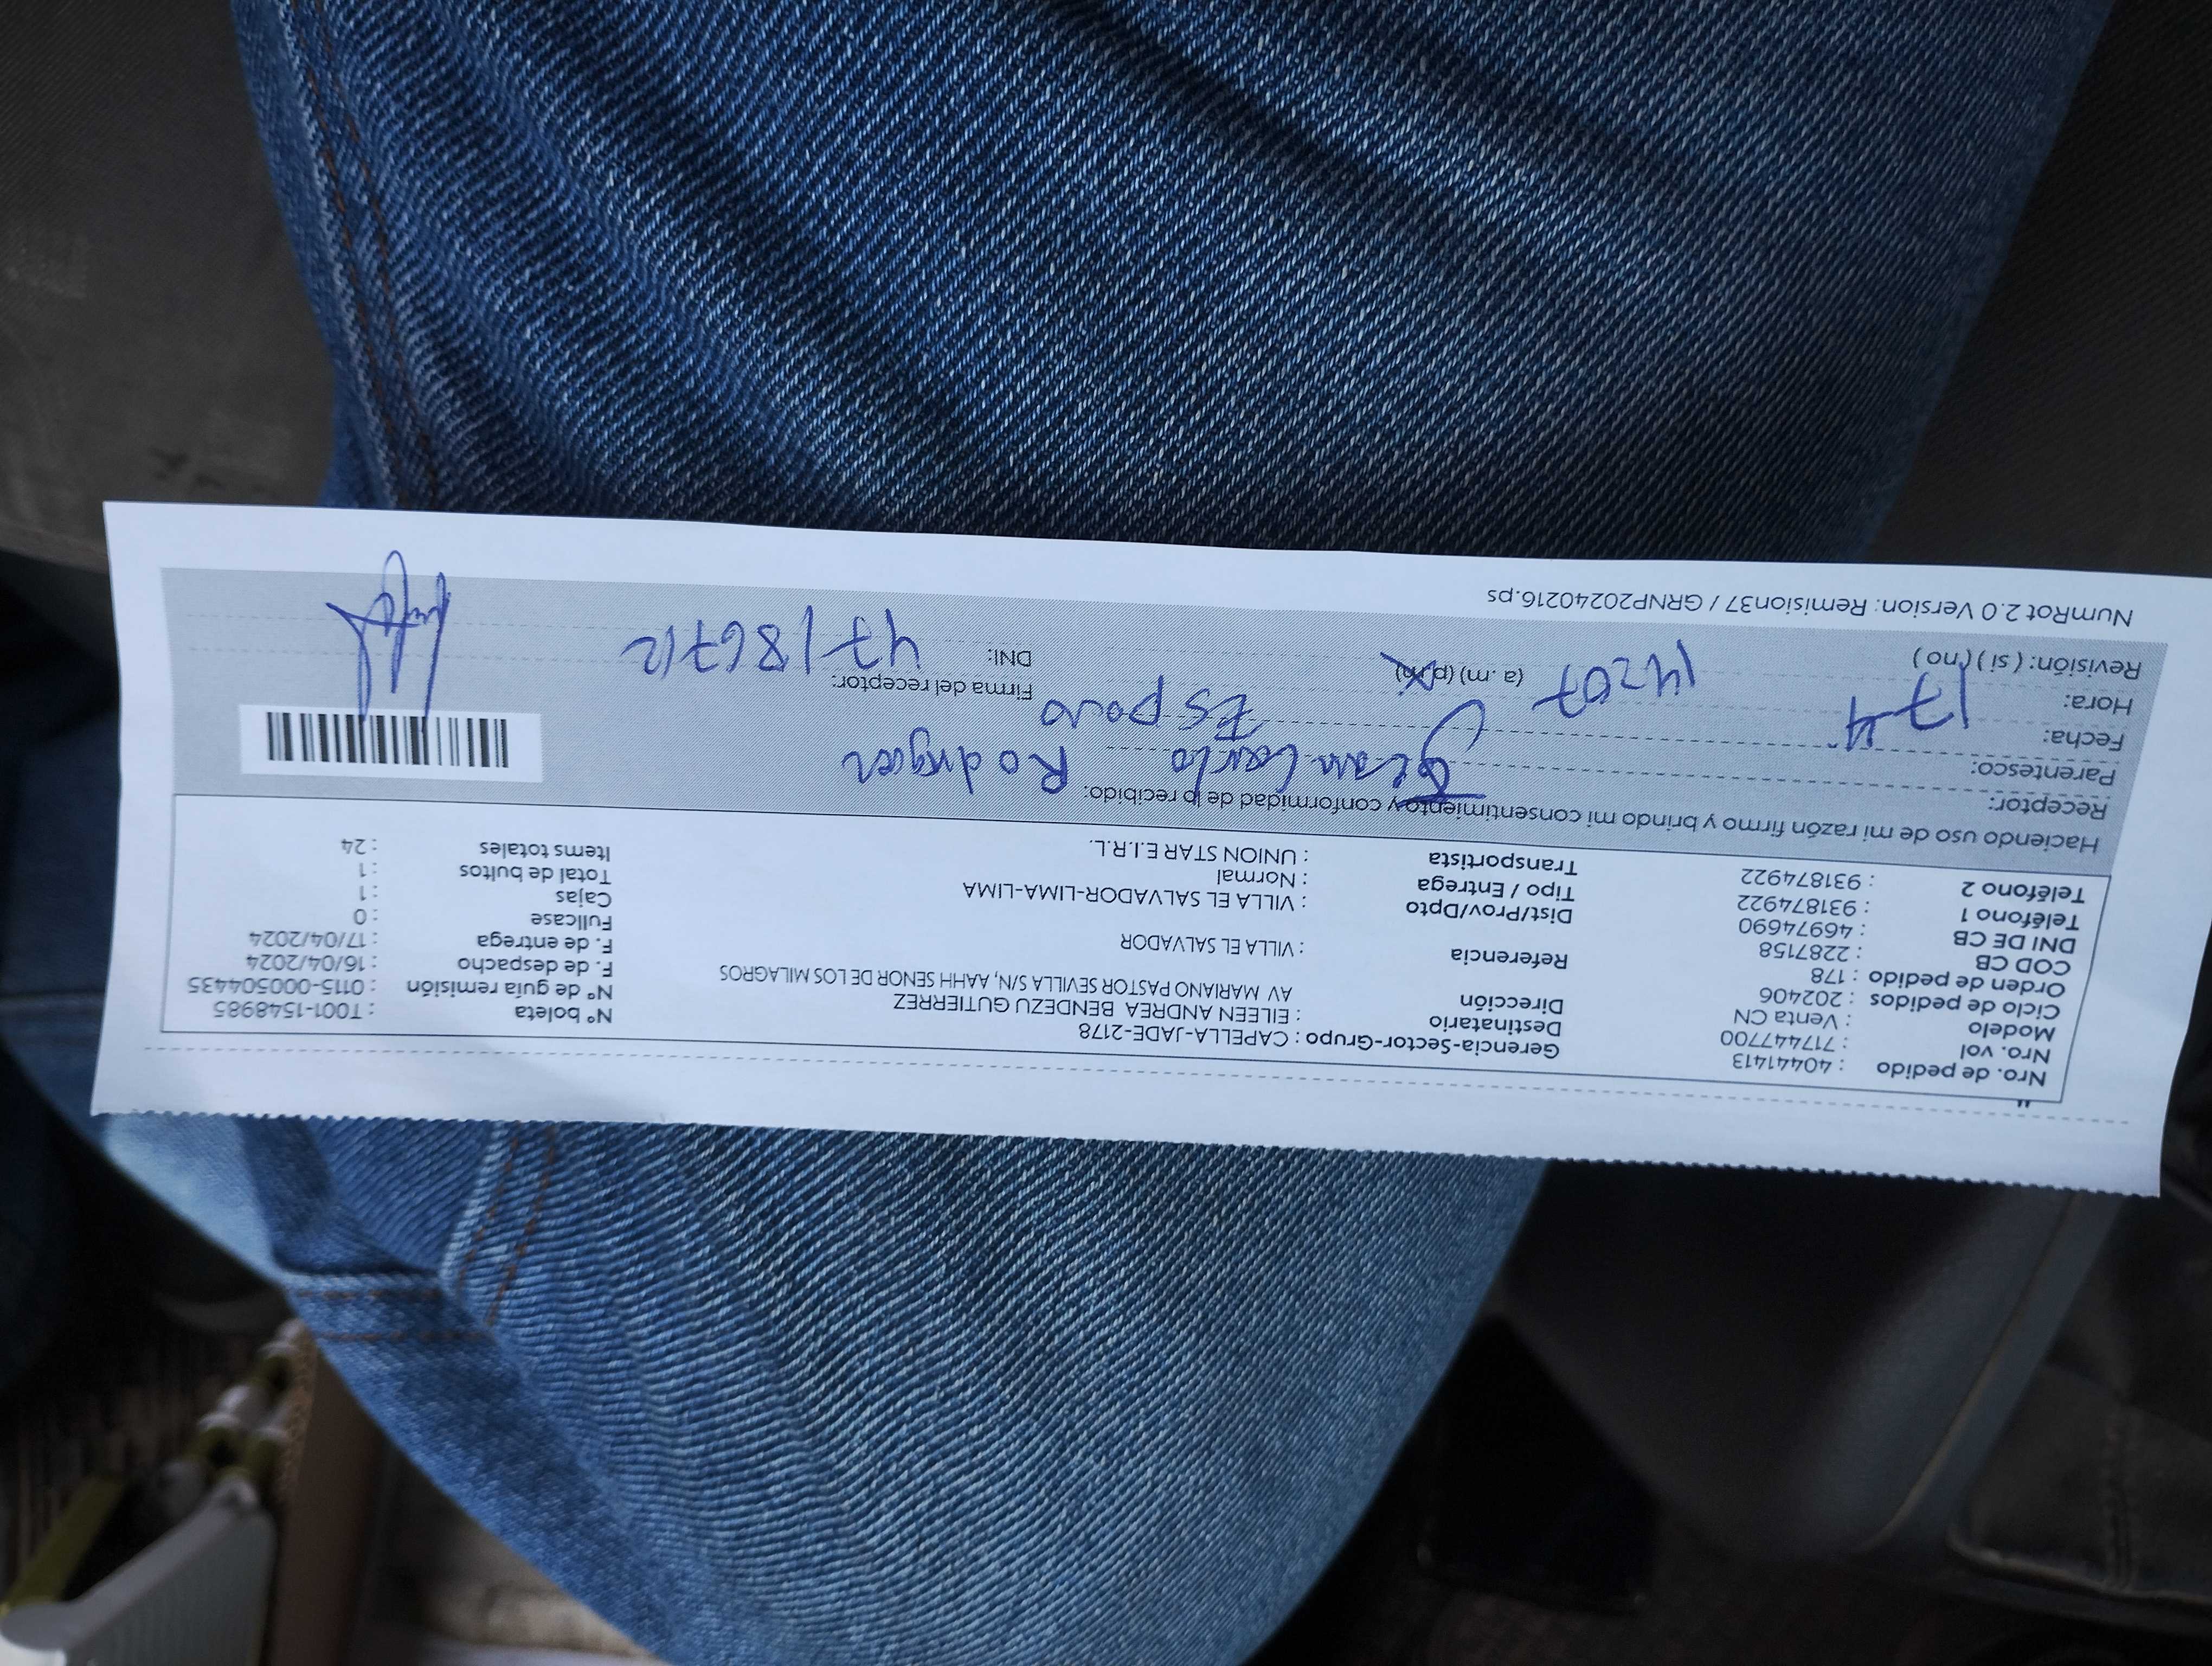 Nro. de pedido : 40441413
Nro. vol : 717447700
Modelo : Venta CN
Ciclo de pedidos : 202406
Orden de pedido : 178
COD CB : 2287158
DNI DE CB : 46974690
Teléfono 1 : 931874922
Teléfono 2 : 931874922
Gerencia-Sector-Grupo : CAPELLA-JADE-2178
Destinatario : EILEEN ANDREA BENDEZU GUTIERREZ
Dirección AV MARIANO PASTOR SEVILLA S/N, AAHH SENOR DE LOS MILAGROS
Referencia : VILLA EL SALVADOR
Dist/Prov/Dpto : VILLA EL SALVADOR-LIMA-LIMA
Tipo / Entrega : Normal
Transportista : UNION STAR E.I.R.L.
N° boleta : T001-1548985
N° de guía remisión : 0115-00504435
F. de despacho : 16/04/2024
F. de entrega : 17/04/2024
Fullcase : 0
Cajas : 1
Total de bultos : 1
Items totales : 24
Haciendo uso de mi razón firmo y brindo mi consentimiento y conformidad de lo recibido:
Receptor: Jean Carlo Rodriguez
Parentesco: Esposo
Fecha: 17 4
Hora: 14:07 (a .m) (p.m)
Revisión: ( si ) ( no )
Firma del receptor:
DNI: 47186712
NumRot 2.0 Version: Remision37 / GRNP20240216.ps